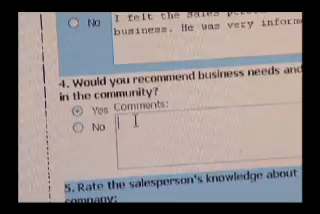 No
I felt the sales
business. He was very inform
4. Would you recommend business needs and
in the community?
Yes Comments:
No
5. Rate the salesperson's knowledge about
company: